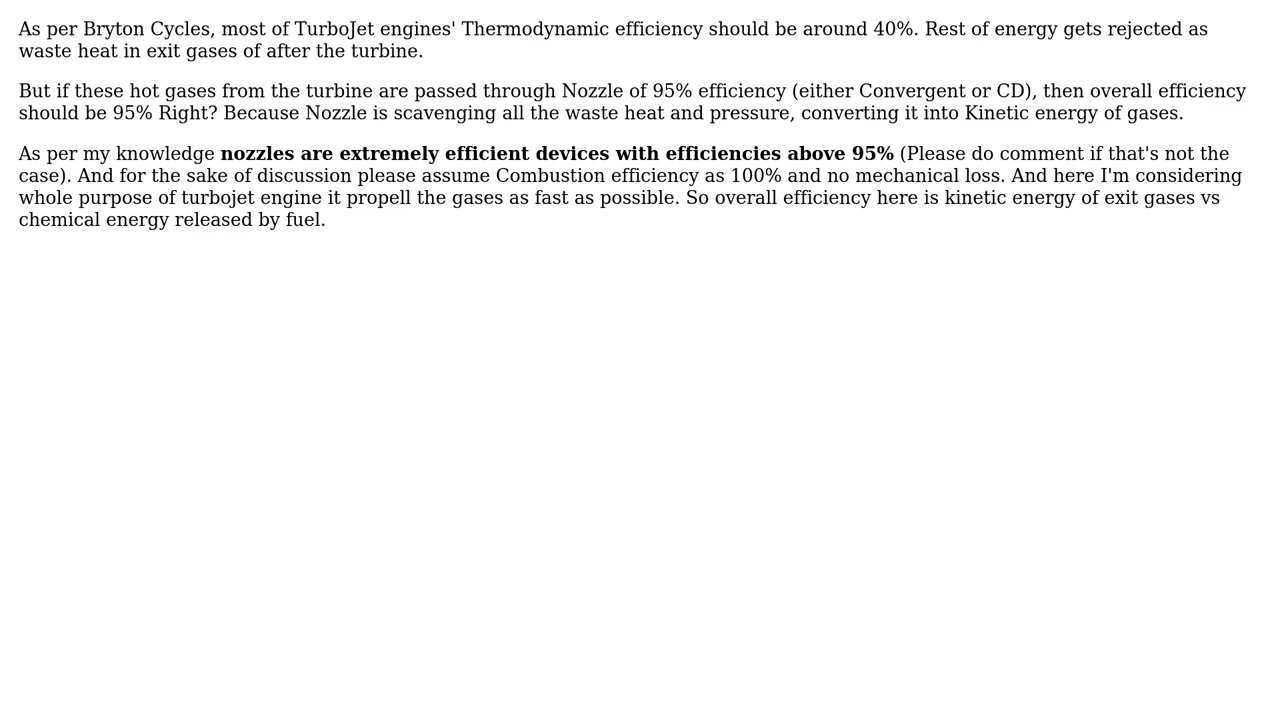 As per Bryton Cycles, most of TurboJet engines' Thermodynamic efficiency should be around 40%. Rest of energy gets rejected as
waste heat in exit gases of after the turbine.
But if these hot gases from the turbine are passed through Nozzle of 95% efficiency (either Convergent or CD), then overall efficiency
should be 95% Right? Because Nozzle is scavenging all the waste heat and pressure, converting it into Kinetic energy of gases.
As per my knowledge nozzles are extremely efficient devices with efficiencies above 95% (Please do comment if that's not the
case). And for the sake of discussion please assume Combustion efficiency as 100% and no mechanical loss. And here I'm considering
whole purpose of turbojet engine it propell the gases as fast as possible. So overall efficiency here is kinetic energy of exit gases vs
chemical energy released by fuel.